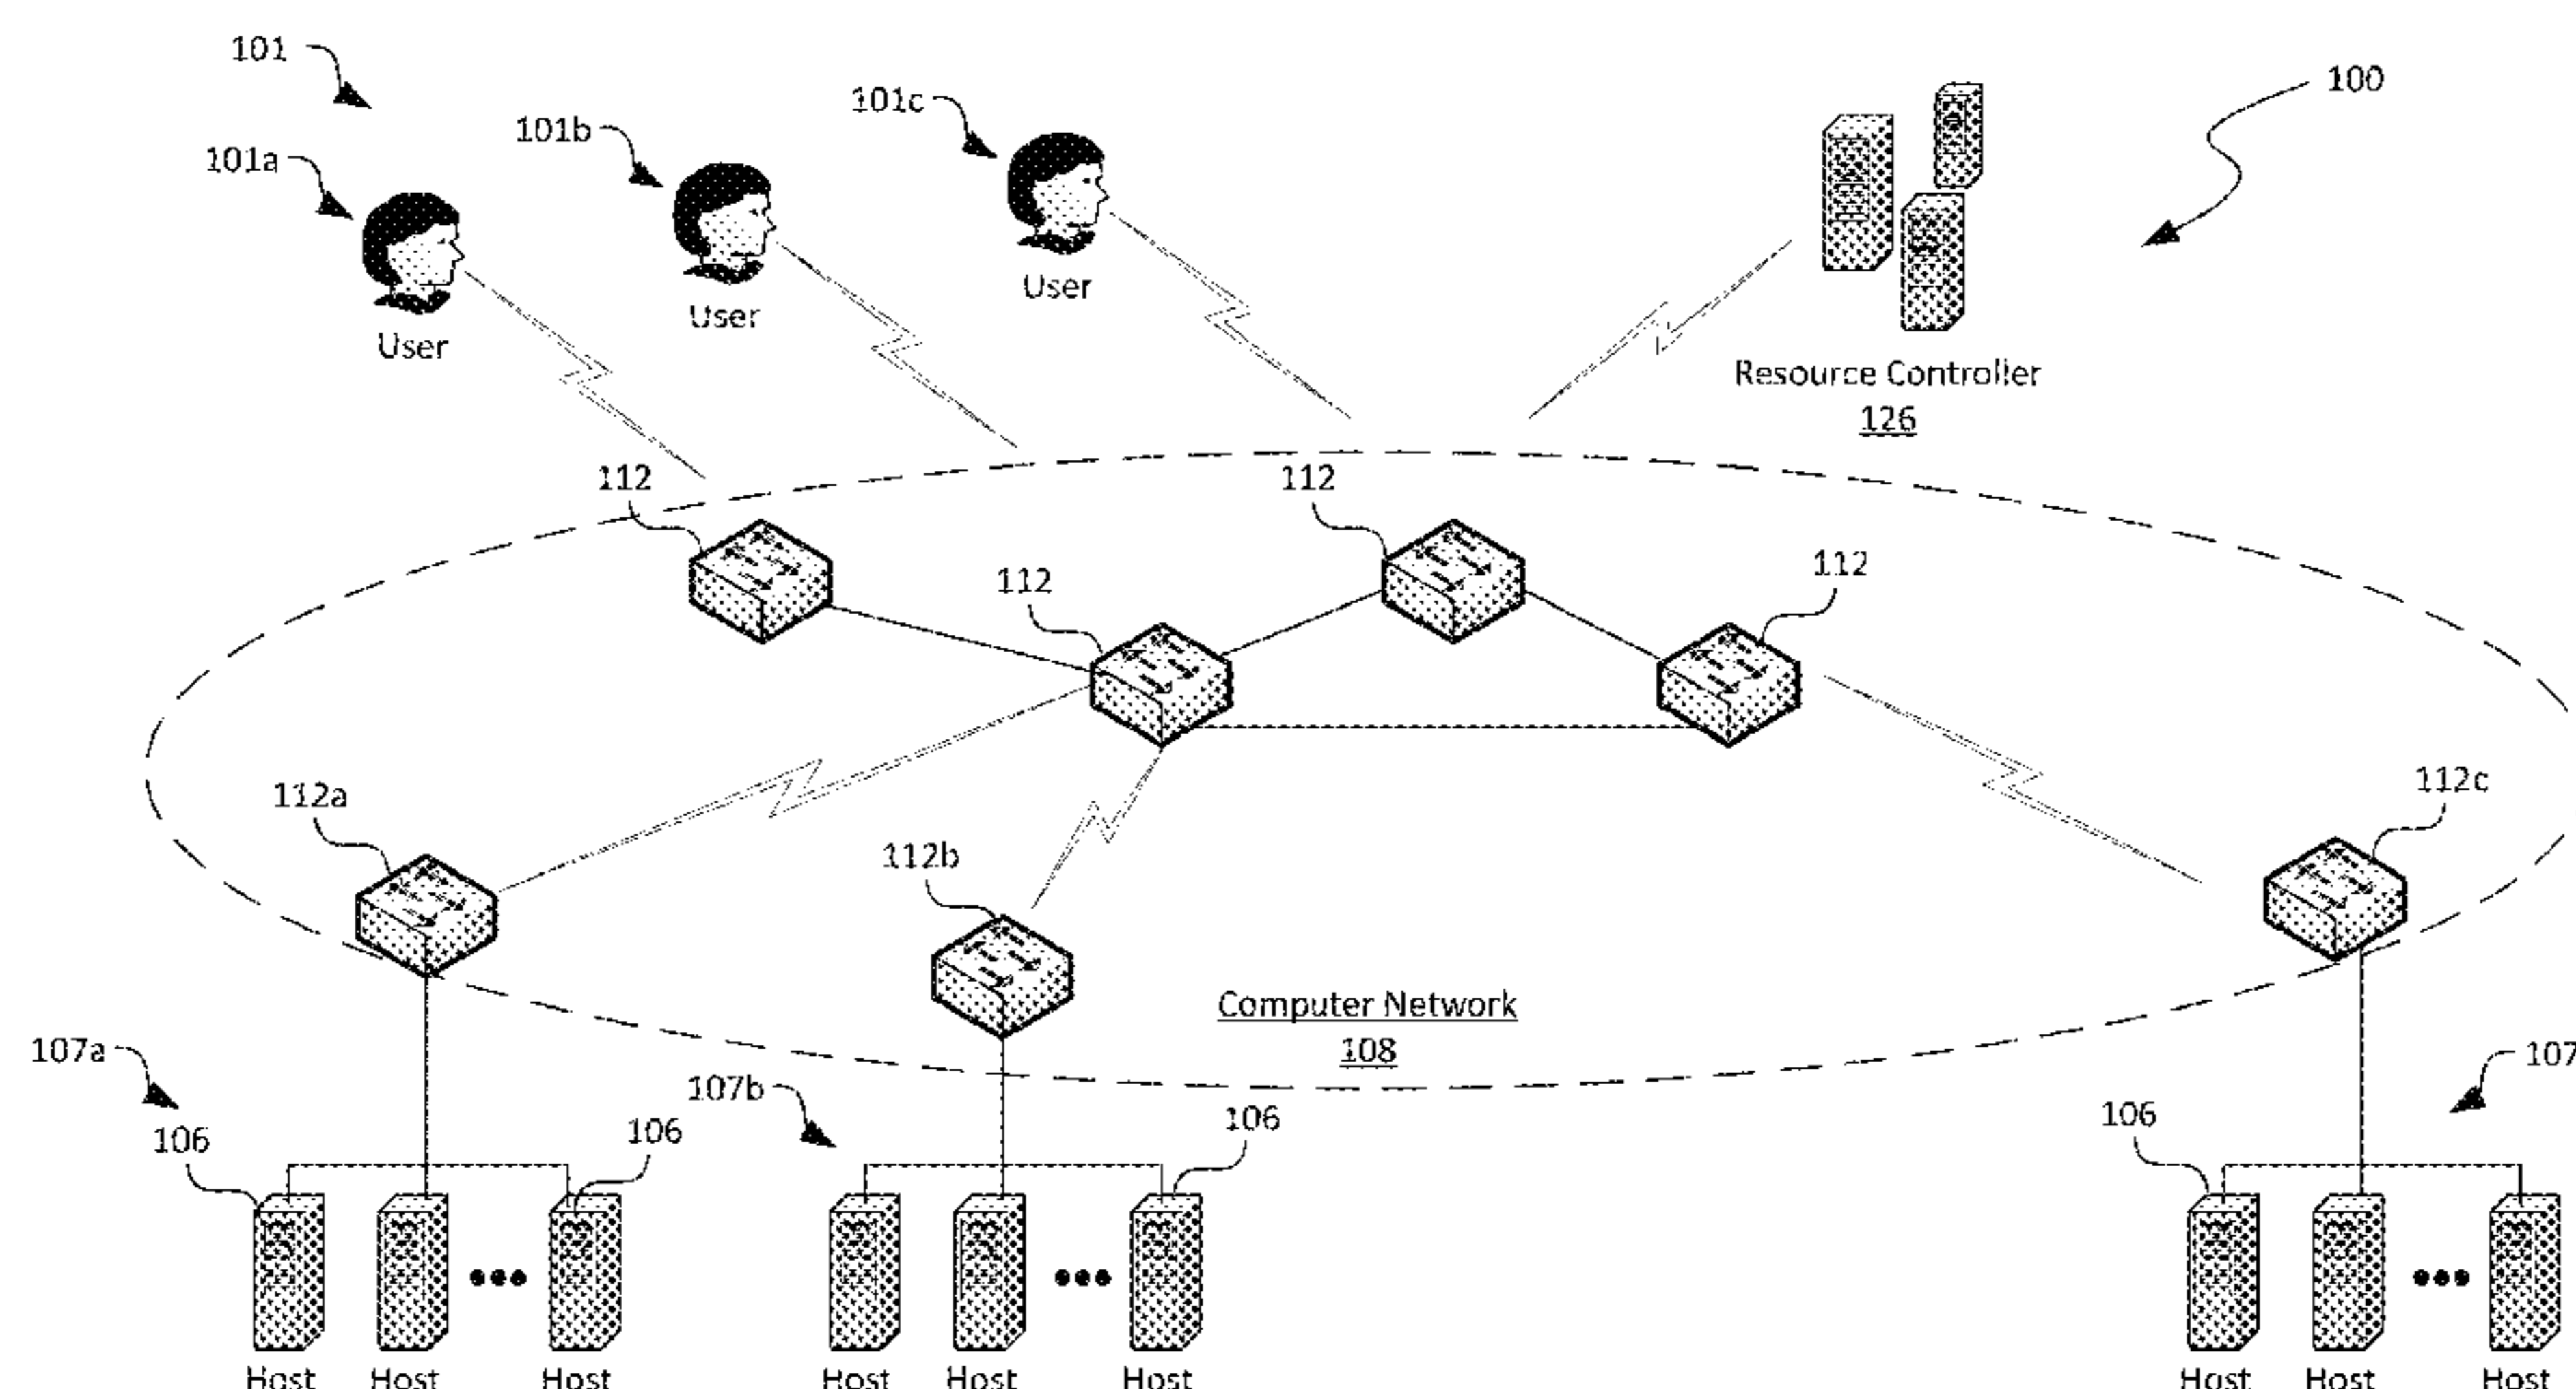 101
100
101c
101b
101a
User
User
User
Resource Controller
126
112
112
112
112
112a
112b
112c
Computer Network
108
107a
107b
107
106
106
106
106
Host
Host
Host
Host
Host
Host
Host
Host
Host